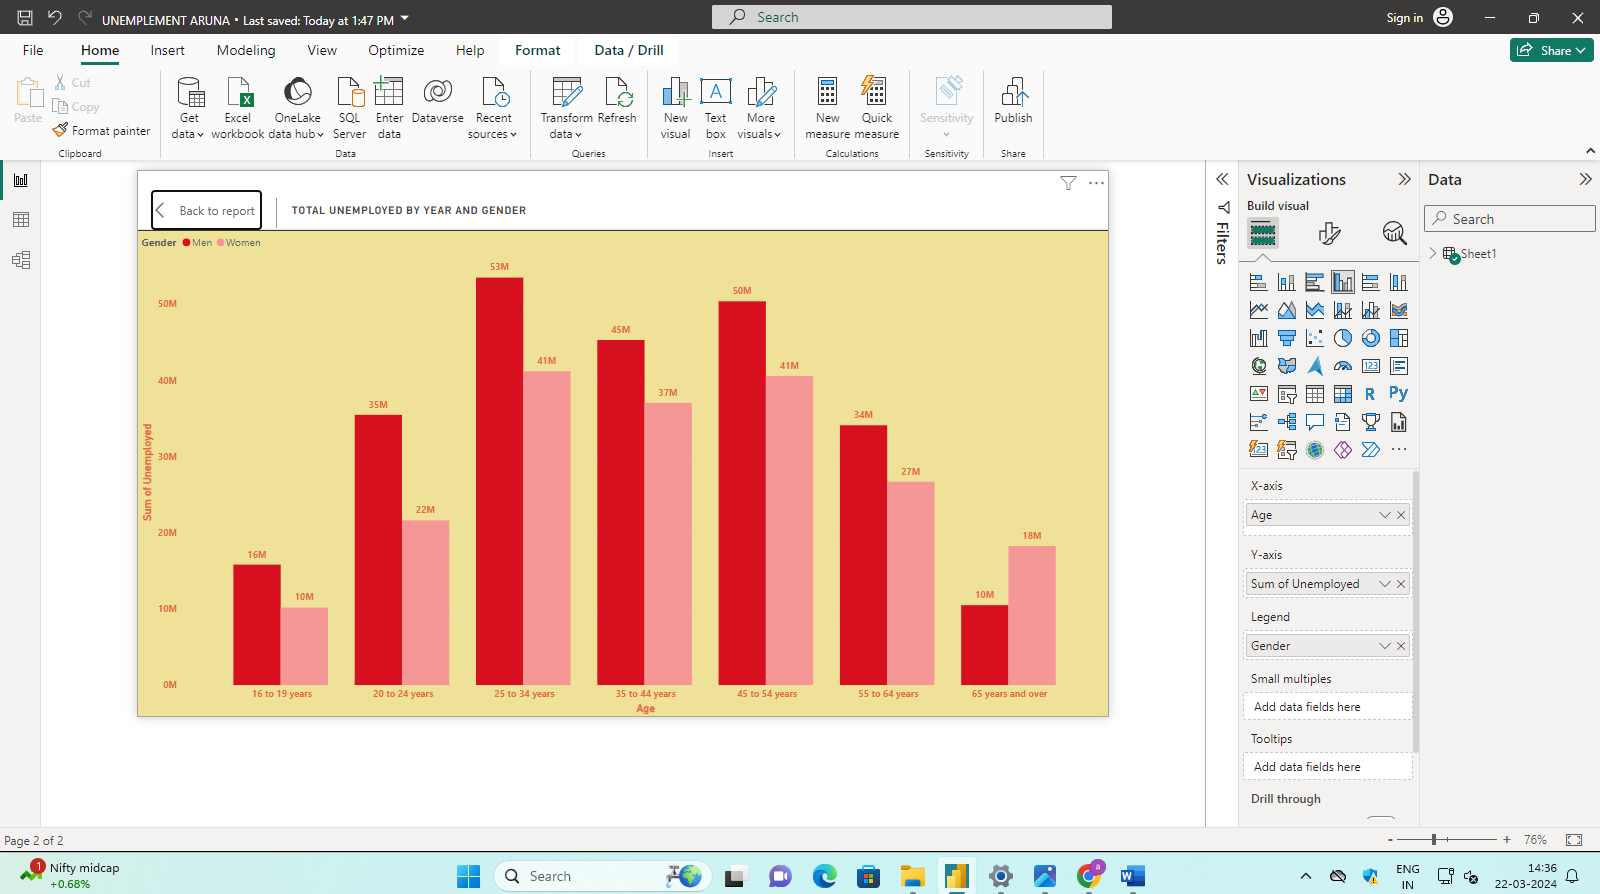 UNEMPLEMENT ARUNA • Last saved: Today at 1:47 PM
Search
Sign in
File
Home
Insert
Modeling
View
Optimize
Help
Format
Data / Drill
Share
Paste
Cut
Copy
Format painter
Clipboard
Get data
Excel workbook
OneLake data hub
SQL Server
Enter data
Dataverse
Recent sources
Data
Transform data
Refresh
Queries
New visual
Text box
More visuals
Insert
New measure
Quick measure
Calculations
Sensitivity
Sensitivity
Publish
Share
Back to report
TOTAL UNEMPLOYED BY YEAR AND GENDER
Gender
Men
Women
50M
40M
30M
20M
10M
0M
Sum of Unemployed
16M
10M
35M
22M
53M
41M
45M
37M
50M
41M
34M
27M
10M
18M
16 to 19 years
20 to 24 years
25 to 34 years
35 to 44 years
45 to 54 years
55 to 64 years
65 years and over
Age
Filters
Visualizations
Build visual
123
R
Py
123
X-axis
Age
Y-axis
Sum of Unemployed
Legend
Gender
Small multiples
Add data fields here
Tooltips
Add data fields here
Drill through
Data
Search
Sheet1
Page 2 of 2
- + 76%
1
Nifty midcap
+0.68%
Search
a
W
ENG
IN
14:36
22-03-2024